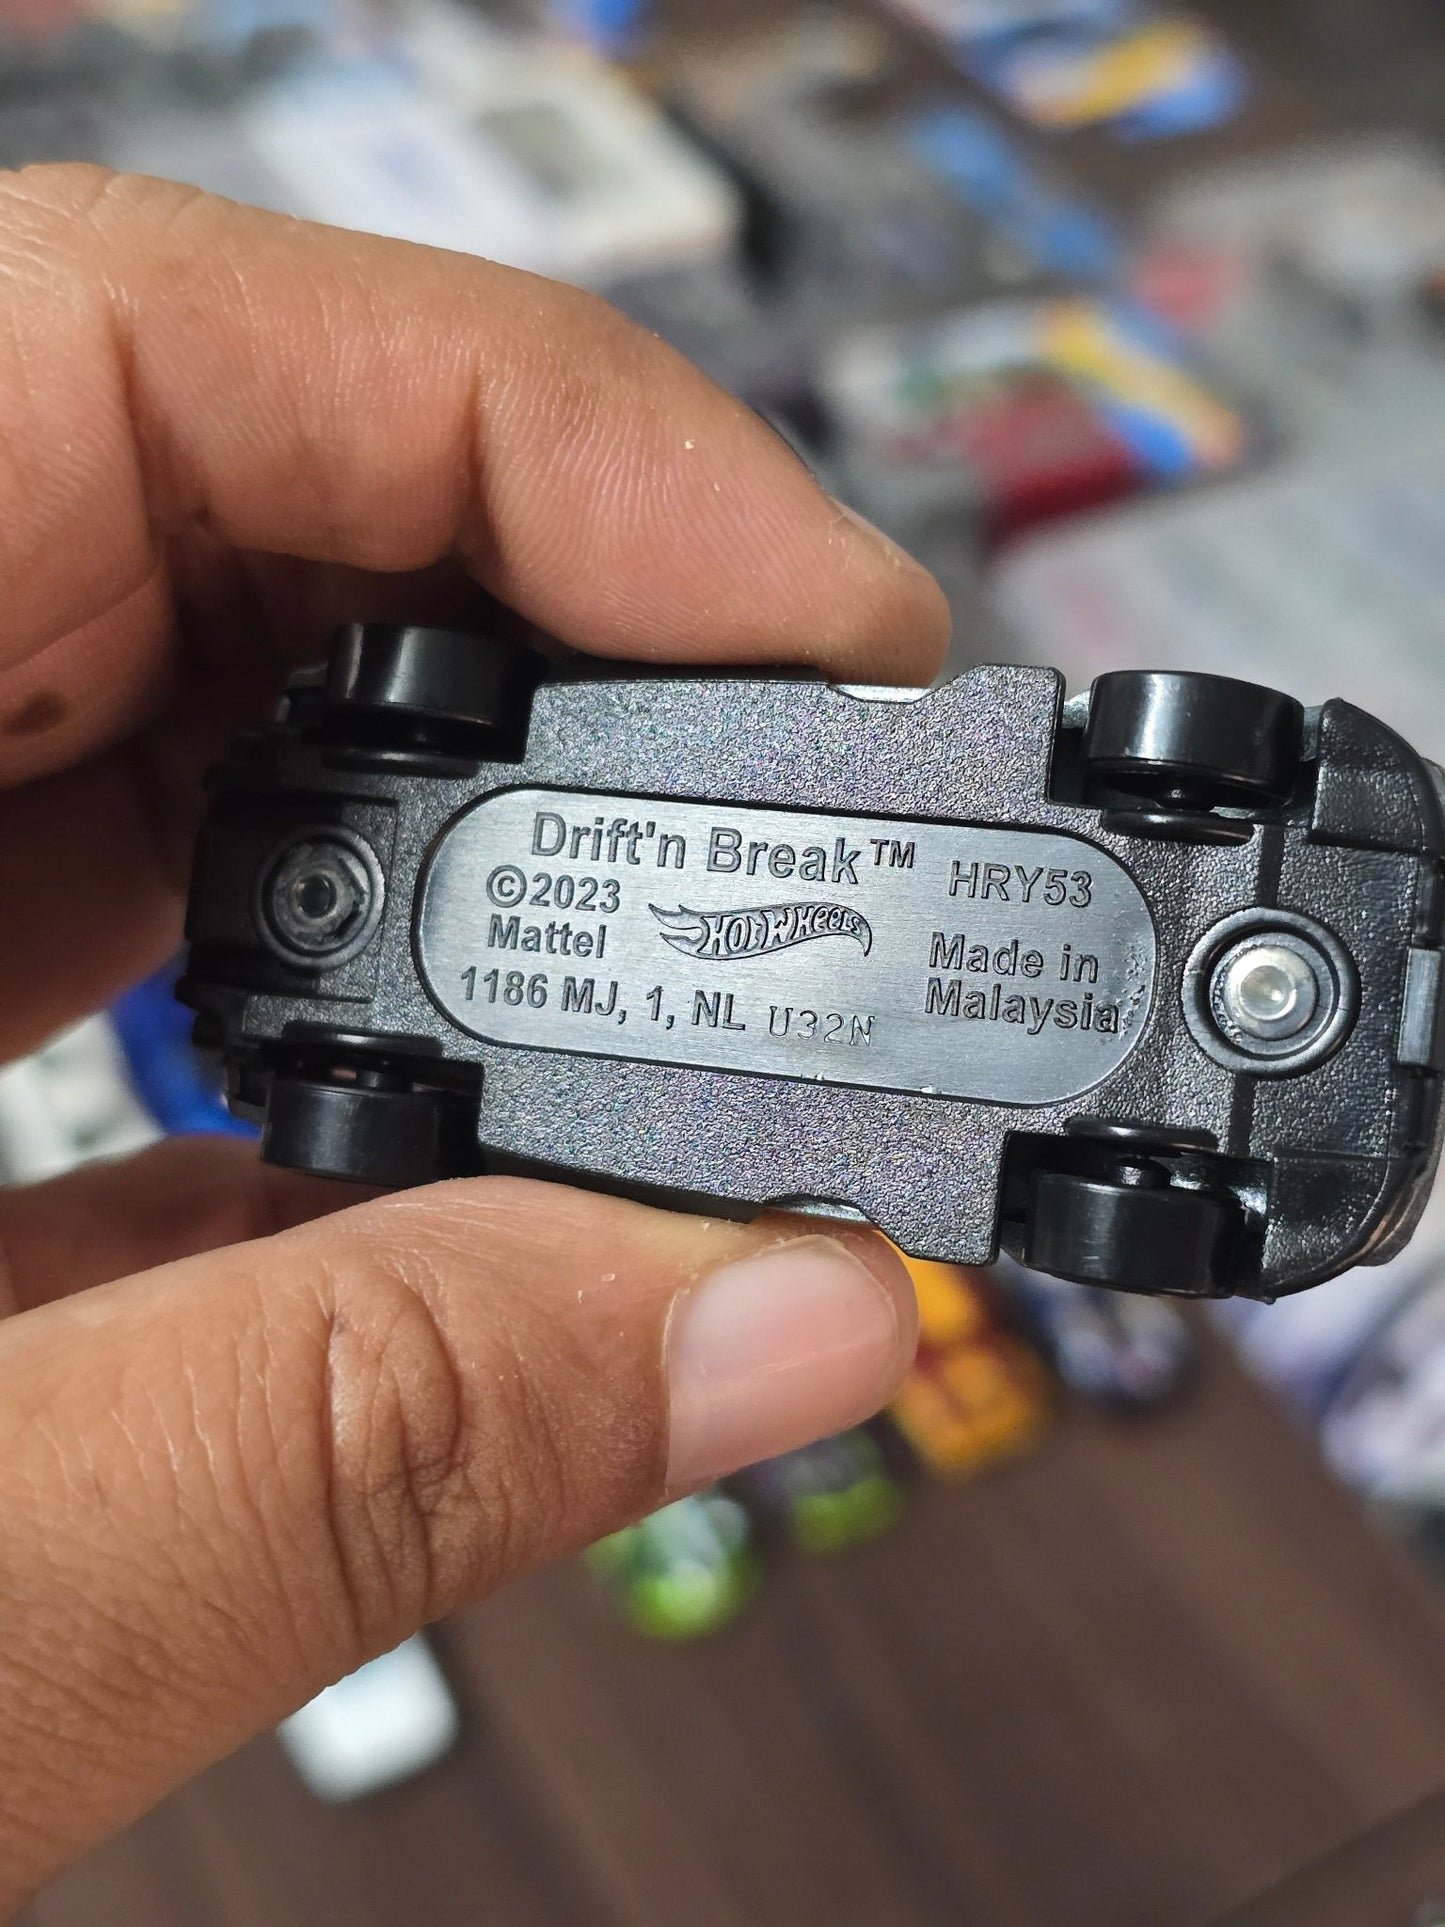 Drift'n Break™ HRY53
©2023
Mattel
HOT WHEELS
Made in
Malaysia
1186 MJ, 1, NL U32N